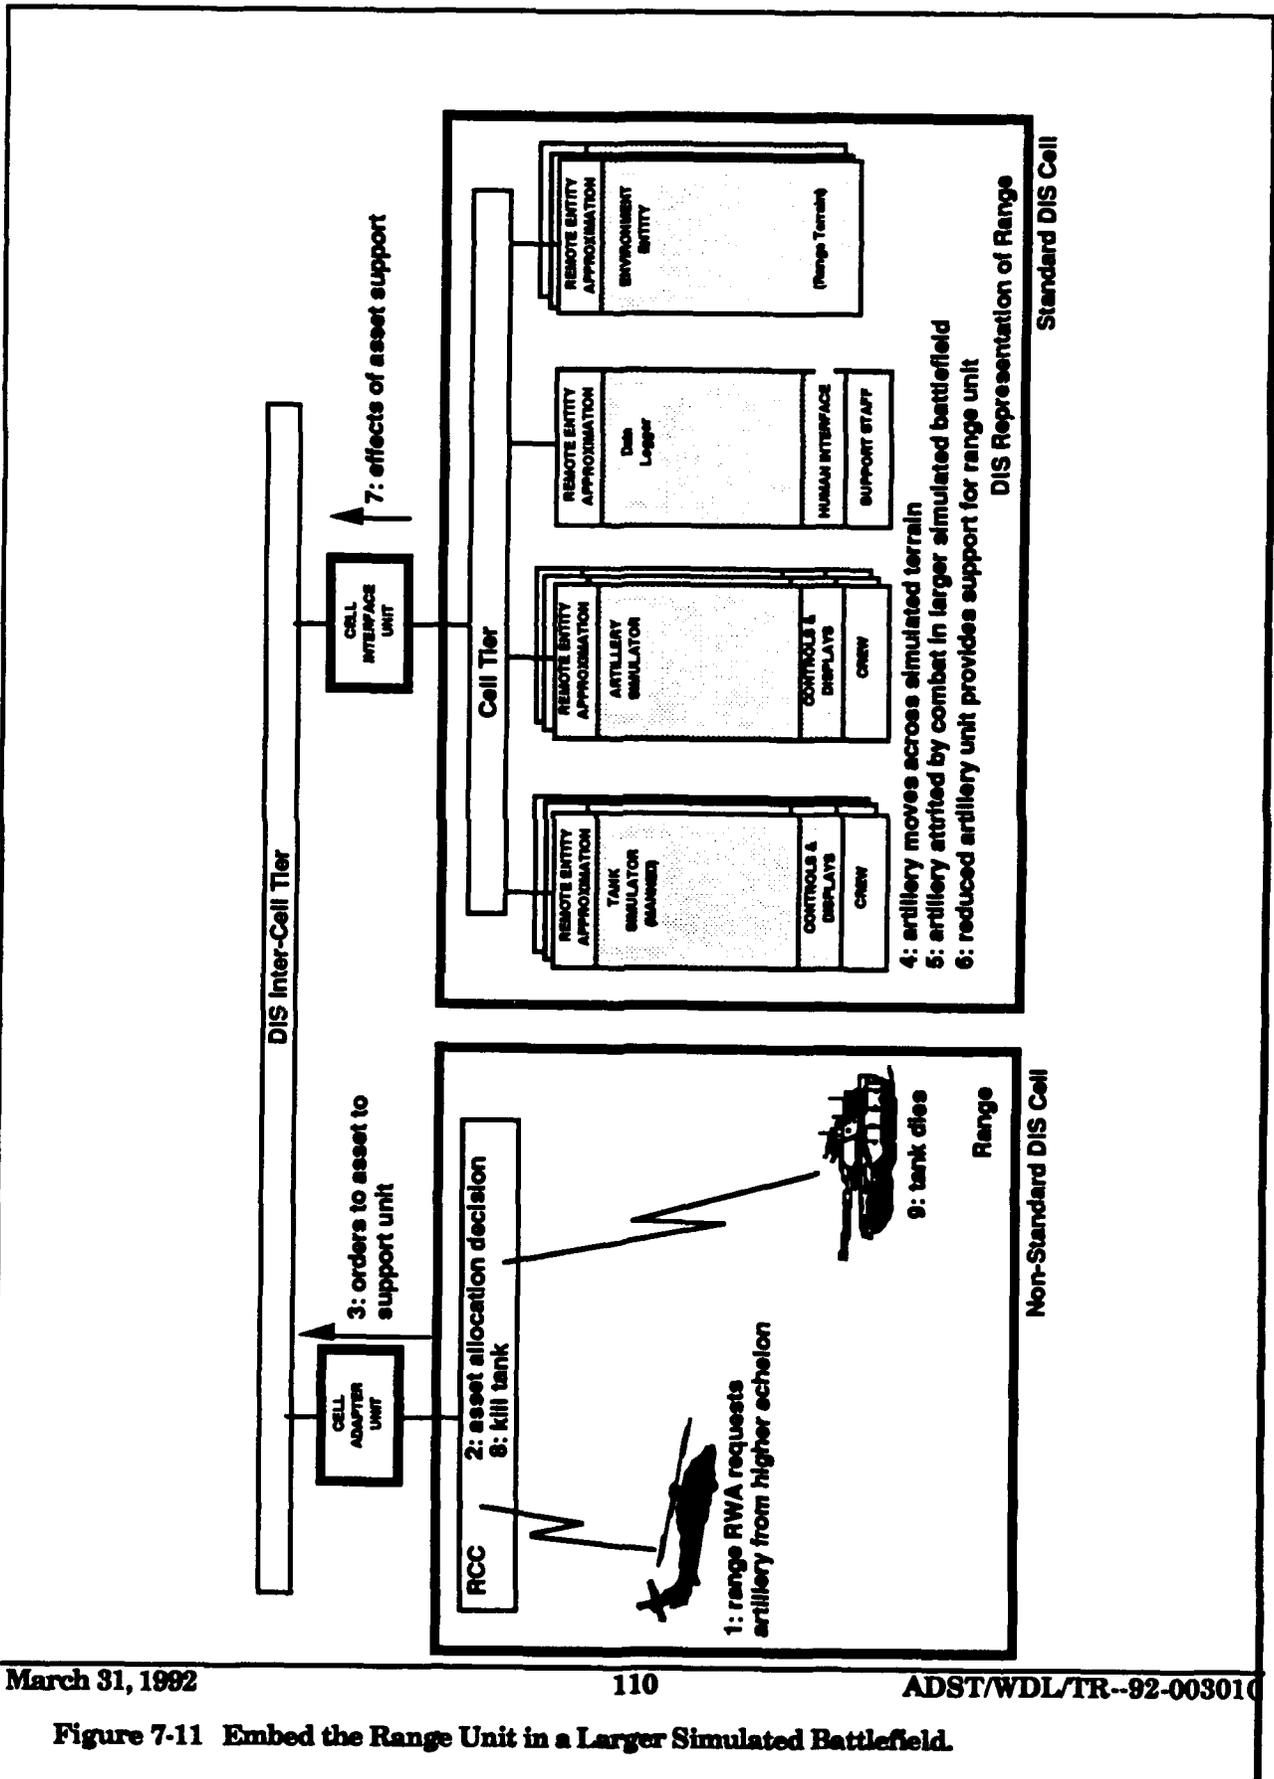 DIS Inter-Cell Tier
3: orders to asset to
support unit
7: effects of asset support
CELL
ADAPTER
UNIT
CELL
INTERFACE
UNIT
RCC
2: asset allocation decision
8: kill tank
1: range RWA requests
artillery from higher echelon
9: tank dies
Range
Non-Standard DIS Cell
Cell Tier
REMOTE ENTITY
APPROXIMATION
TANK
SIMULATOR
(MANNED)
CONTROLS &
DISPLAYS
CREW
REMOTE ENTITY
APPROXIMATION
ARTILLERY
SIMULATOR
CONTROLS &
DISPLAYS
CREW
REMOTE ENTITY
APPROXIMATION
Data
Logger
HUMAN INTERFACE
SUPPORT STAFF
REMOTE ENTITY
APPROXIMATION
ENVIRONMENT
ENTITY
(Range Terrain)
4: artillery moves across simulated terrain
5: artillery attrited by combat in larger simulated battlefield
6: reduced artillery unit provides support for range unit
DIS Representation of Range
Standard DIS Cell
March 31, 1992 110 ADST/WDL/TR--92-003010
Figure 7-11 Embed the Range Unit in a Larger Simulated Battlefield.